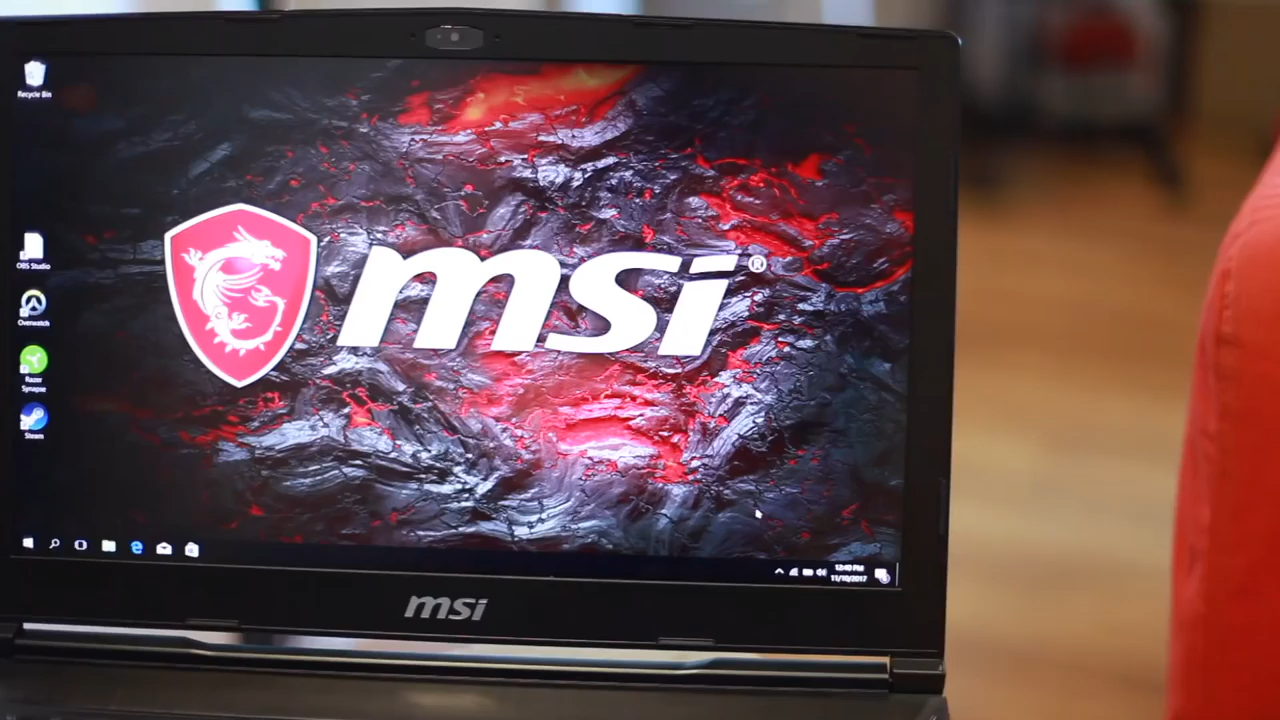 Recycle Bin
OBS Studio
Overwatch
Razer
Synapse
Steam
msi®
12:40 PM
11/10/2017
msi